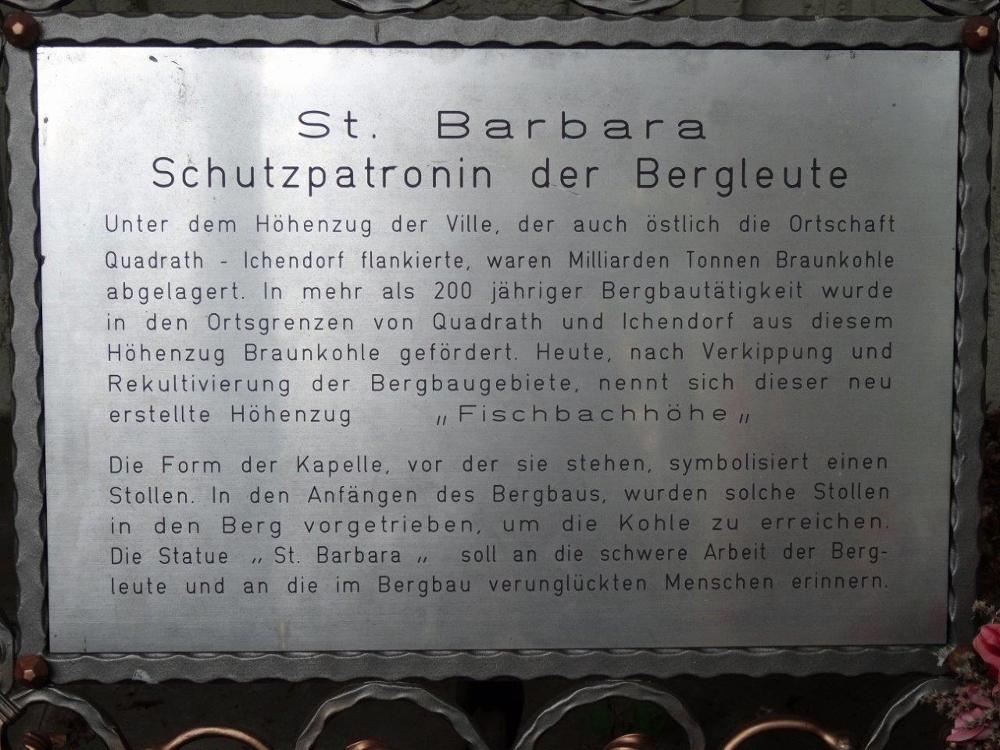 St. Barbara
Schutzpatronin der Bergleute
Unter dem Höhenzug der Ville, der auch östlich die Ortschaft
Quadrath - Ichendorf flankierte, waren Milliarden Tonnen Braunkohle
abgelagert. In mehr als 200 jähriger Bergbautätigkeit wurde
in den Ortsgrenzen von Quadrath und Ichendorf aus diesem
Höhenzug Braunkohle gefördert. Heute, nach Verkippung und
Rekultivierung der Bergbaugebiete, nennt sich dieser neu
erstellte Höhenzug „Fischbachhöhe„
Die Form der Kapelle, vor der sie stehen, symbolisiert einen
Stollen. In den Anfängen des Bergbaus, wurden solche Stollen
in den Berg vorgetrieben, um die Kohle zu erreichen.
Die Statue „ St. Barbara „ soll an die schwere Arbeit der Berg-
leute und an die im Bergbau verunglückten Menschen erinnern.